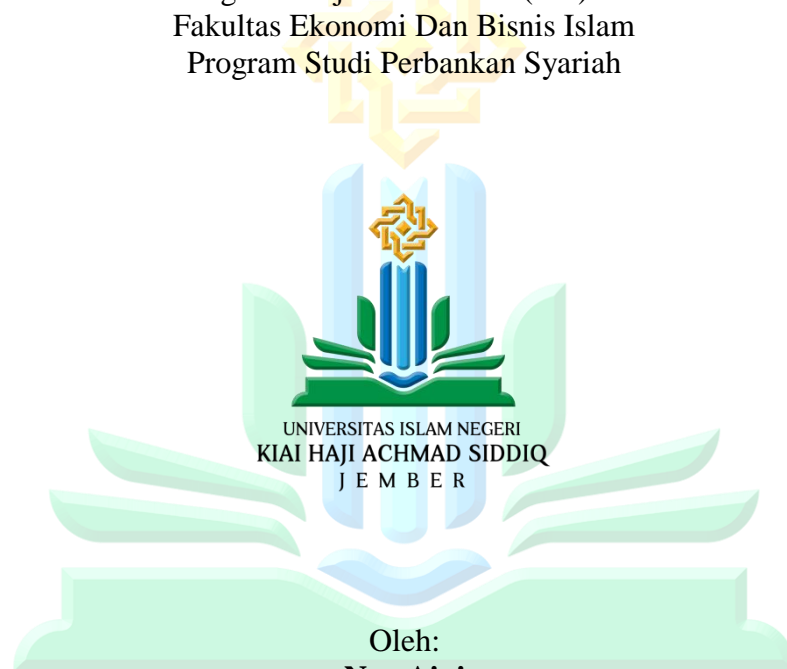 Fakultas Ekonomi Dan Bisnis Islam
Program Studi Perbankan Syariah
UNIVERSITAS ISLAM NEGERI
KIAI HAJI ACHMAD SIDDIQ
J E M B E R
Oleh: